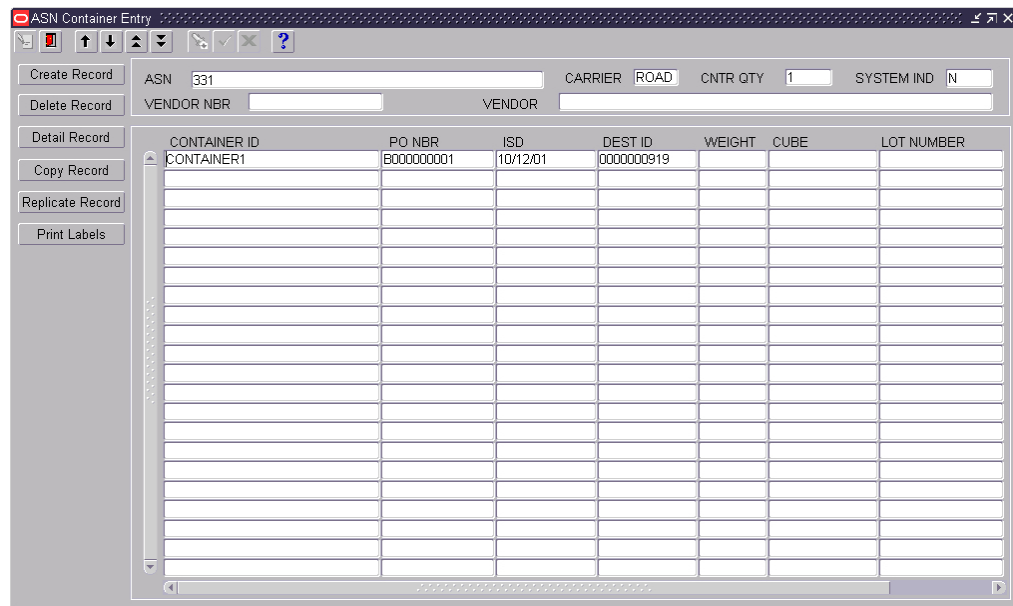 ASN Container Entry
?
Create Record
Delete Record
Detail Record
Copy Record
Replicate Record
Print Labels
ASN 331 CARRIER ROAD CNTR QTY 1 SYSTEM IND N
VENDOR NBR VENDOR
CONTAINER ID PO NBR ISD DEST ID WEIGHT CUBE LOT NUMBER
CONTAINER1 B000000001 10/12/01 0000000919